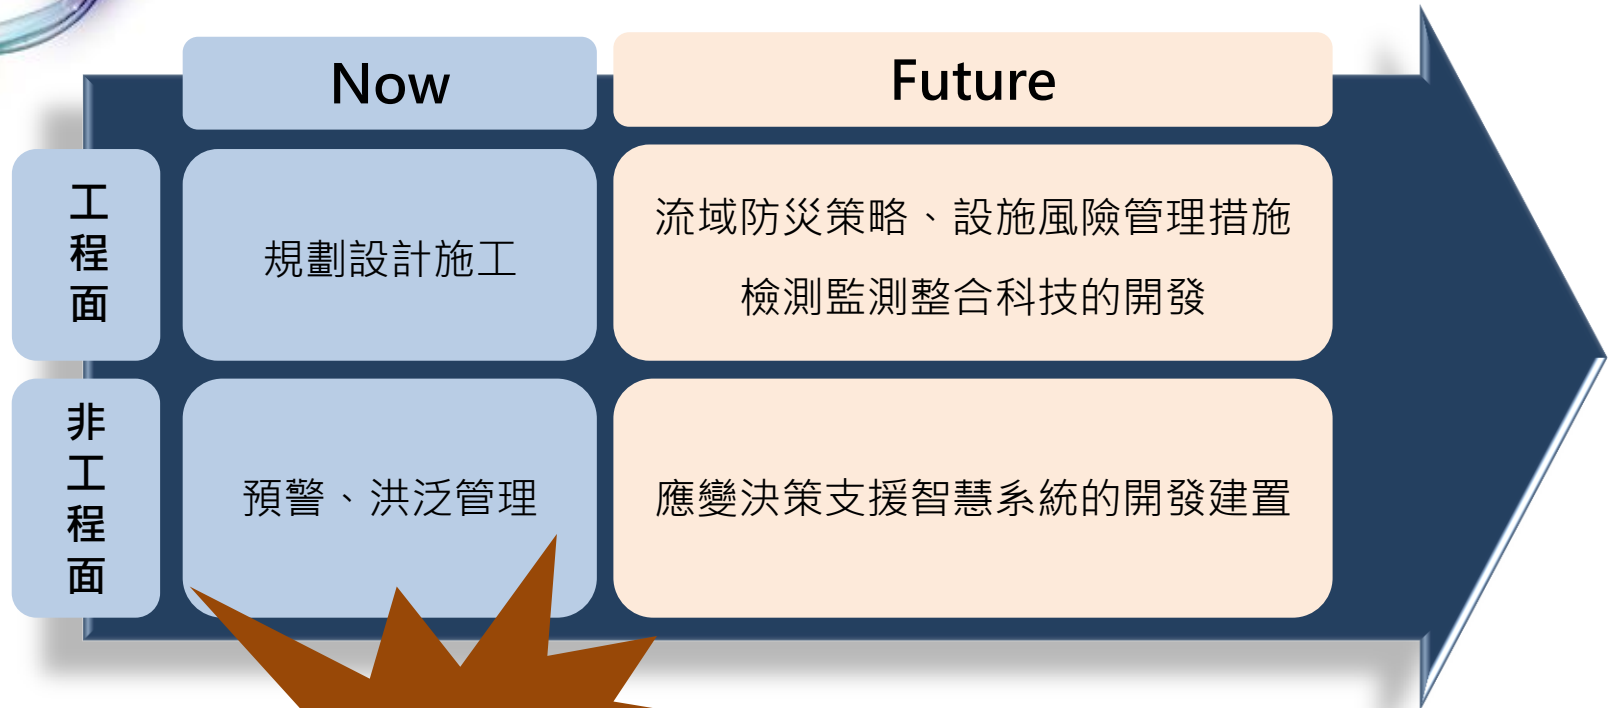 Now
Future
工程面
規劃設計施工
流域防災策略、設施風險管理措施
檢測監測整合科技的開發
非工程面
預警、洪泛管理
應變決策支援智慧系統的開發建置